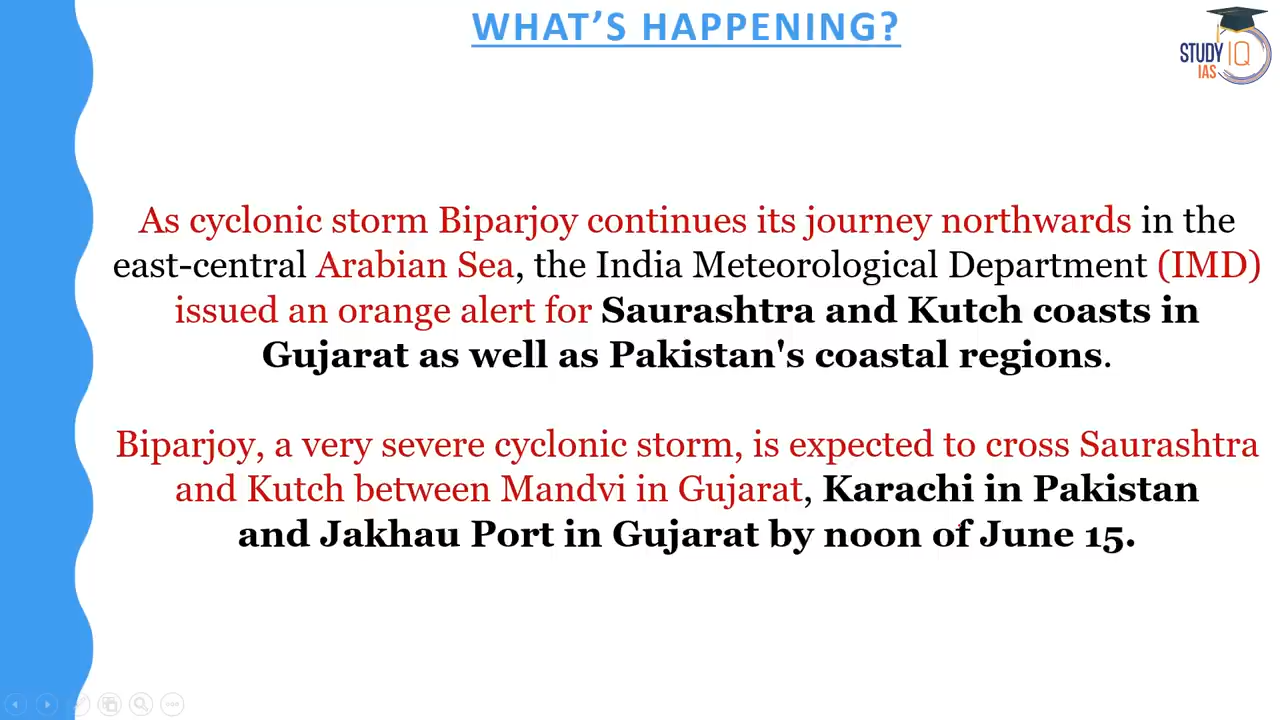 WHAT'S HAPPENING?
STUDY IQ
IAS
As cyclonic storm Biparjoy continues its journey northwards in the
east-central Arabian Sea, the India Meteorological Department (IMD)
issued an orange alert for Saurashtra and Kutch coasts in
Gujarat as well as Pakistan's coastal regions.
Biparjoy, a very severe cyclonic storm, is expected to cross Saurashtra
and Kutch between Mandvi in Gujarat, Karachi in Pakistan
and Jakhau Port in Gujarat by noon of June 15.